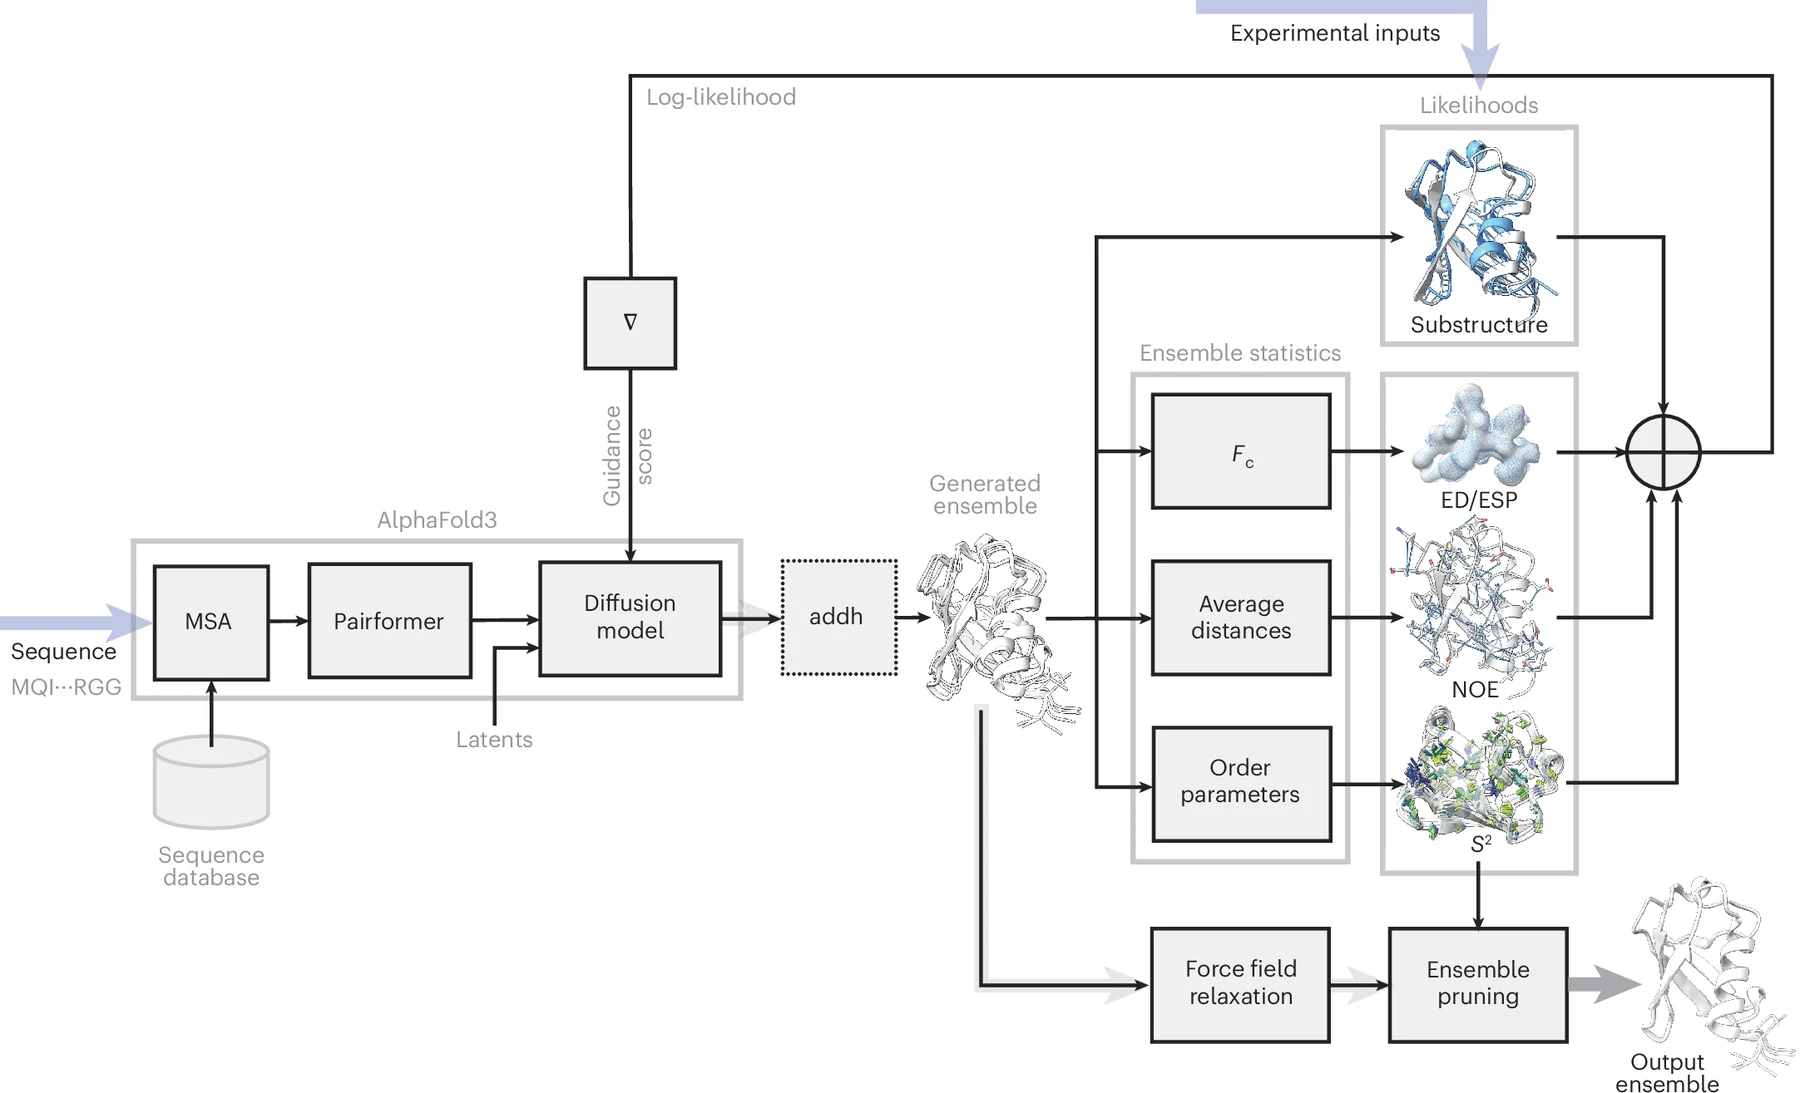 Experimental inputs
Log-likelihood
Likelihoods
Substructure
∇
Ensemble statistics
Guidance
score
F꜀
ED/ESP
Generated
ensemble
AlphaFold3
MSA
Pairformer
Diffusion
model
addh
Average
distances
NOE
Sequence
MQI···RGG
Latents
Order
parameters
S²
Sequence
database
Force field
relaxation
Ensemble
pruning
Output
ensemble